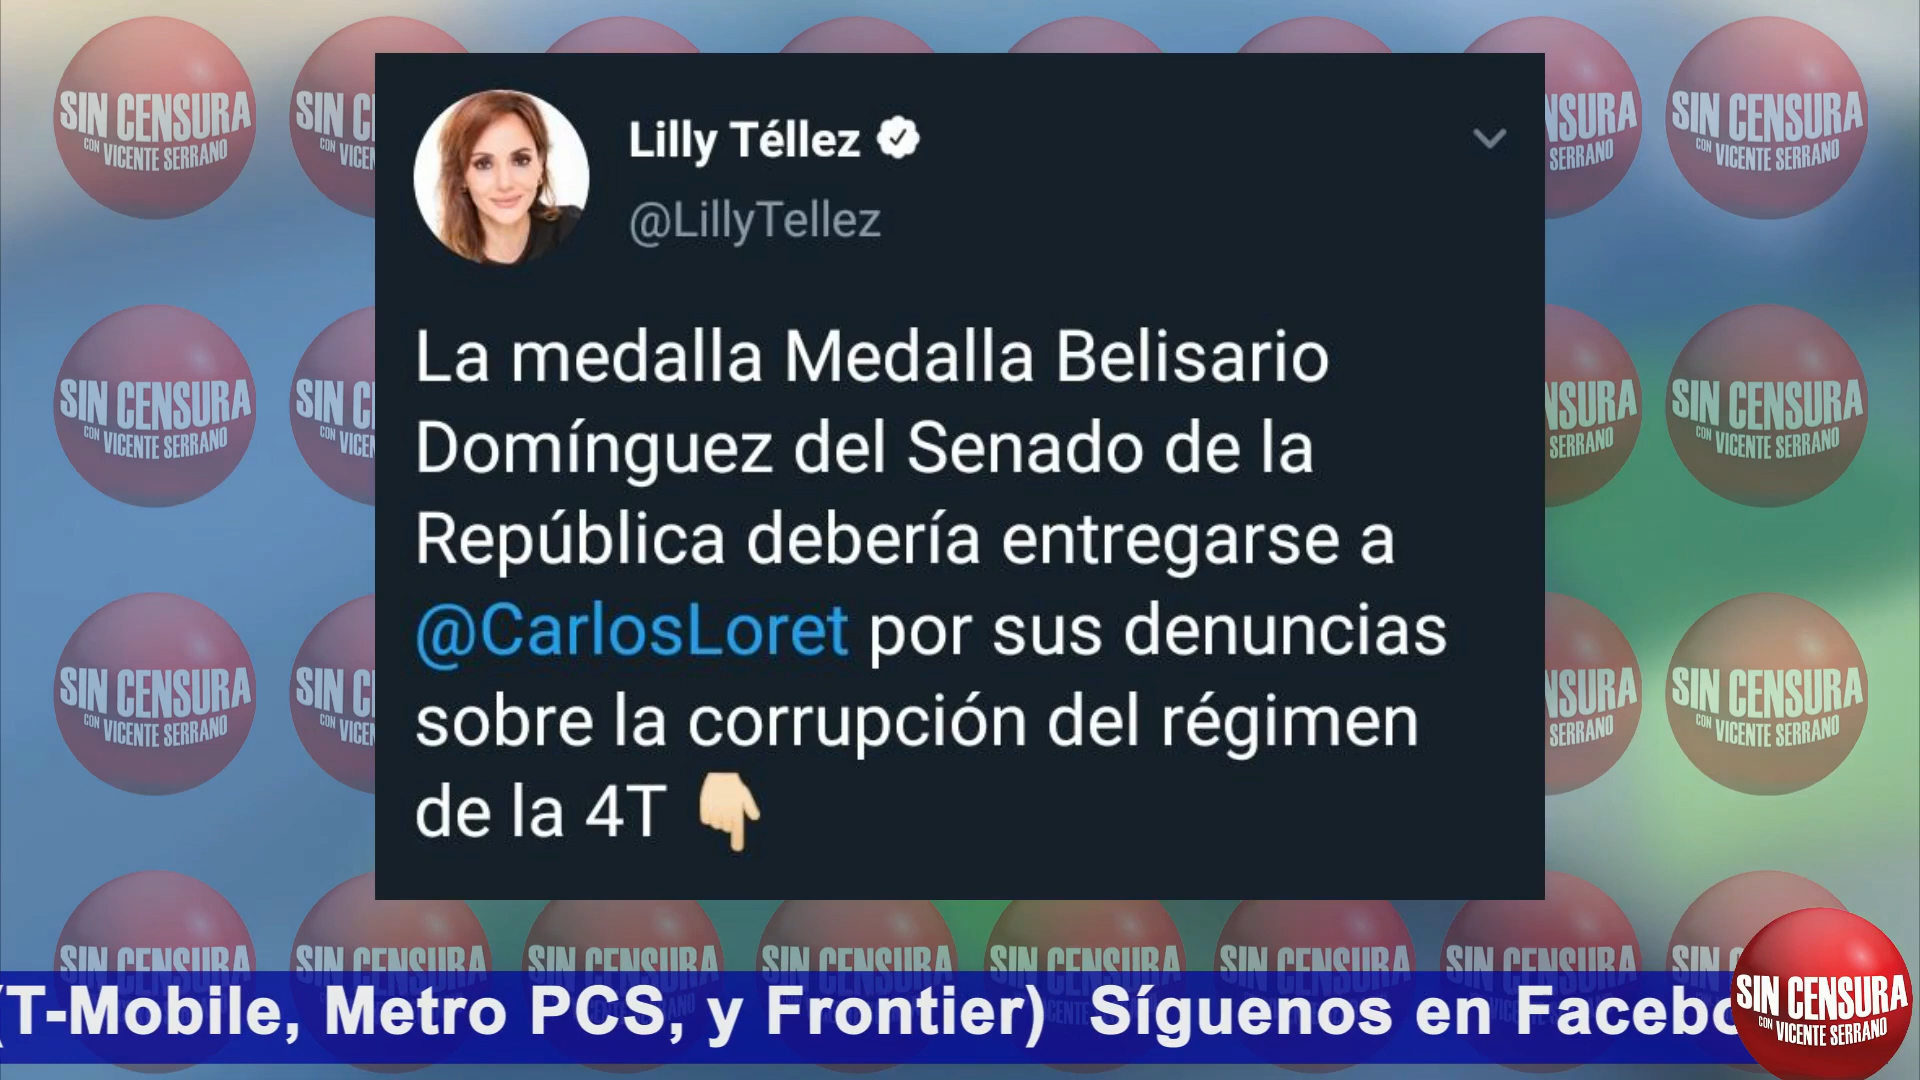 Lilly Téllez
@LillyTellez
La medalla Medalla Belisario
Domínguez del Senado de la
República debería entregarse a
@CarlosLoret por sus denuncias
sobre la corrupción del régimen
de la 4T 👇🏻
SIN CENSURA
CON VICENTE SERRANO
(T-Mobile, Metro PCS, y Frontier) Síguenos en Facebo
SIN CENSURA
CON VICENTE SERRANO